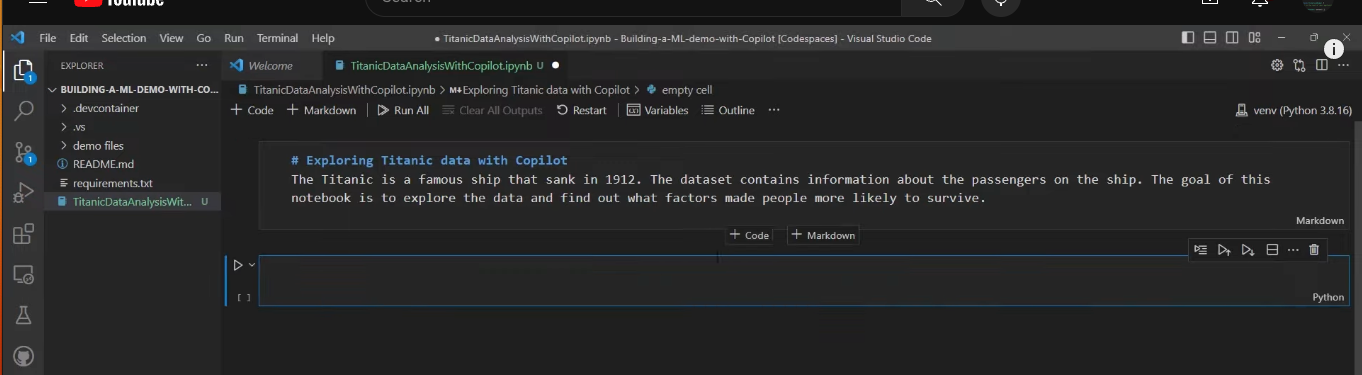 YouTube
Search
File Edit Selection View Go Run Terminal Help
● TitanicDataAnalysisWithCopilot.ipynb - Building-a-ML-demo-with-Copilot [Codespaces] - Visual Studio Code
EXPLORER ...
Welcome
TitanicDataAnalysisWithCopilot.ipynb U ●
1
BUILDING-A-ML-DEMO-WITH-CO...
TitanicDataAnalysisWithCopilot.ipynb > M↓Exploring Titanic data with Copilot > empty cell
.devcontainer
+ Code + Markdown Run All Clear All Outputs Restart Variables Outline ...
venv (Python 3.8.16)
.vs
demo files
1
README.md
requirements.txt
TitanicDataAnalysisWit... U
# Exploring Titanic data with Copilot
The Titanic is a famous ship that sank in 1912. The dataset contains information about the passengers on the ship. The goal of this
notebook is to explore the data and find out what factors made people more likely to survive.
Markdown
+ Code + Markdown
[ ]
Python